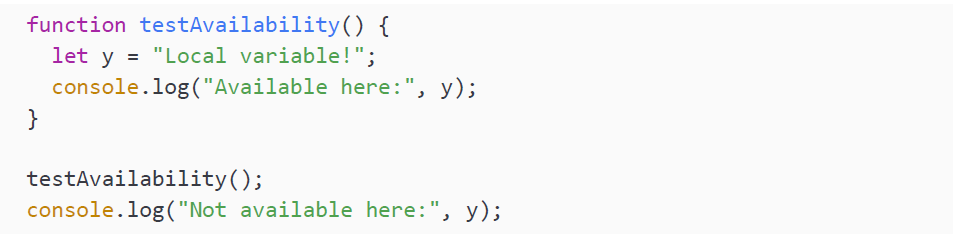 function testAvailability() {
  let y = "Local variable!";
  console.log("Available here:", y);
}

testAvailability();
console.log("Not available here:", y);